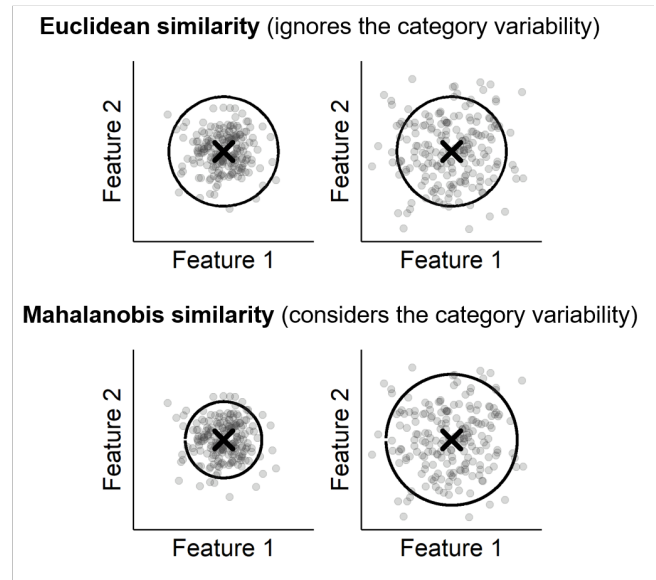 Euclidean similarity (ignores the category variability)
Feature 2
Feature 1
Feature 2
Feature 1
Mahalanobis similarity (considers the category variability)
Feature 2
Feature 1
Feature 2
Feature 1